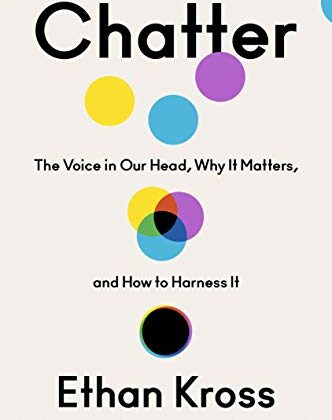 Chatter
The Voice in Our Head, Why It Matters,
and How to Harness It
Ethan Kross